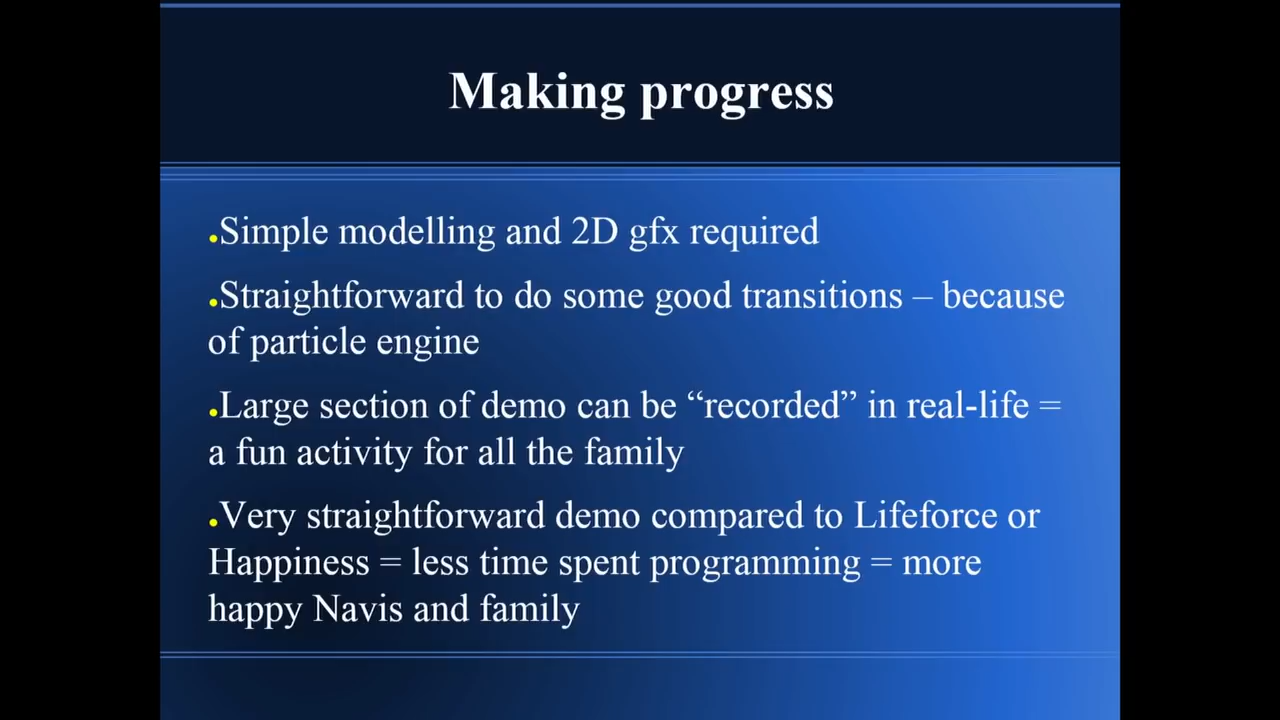 Making progress
•Simple modelling and 2D gfx required
•Straightforward to do some good transitions – because
of particle engine
•Large section of demo can be “recorded” in real-life =
a fun activity for all the family
•Very straightforward demo compared to Lifeforce or
Happiness = less time spent programming = more
happy Navis and family